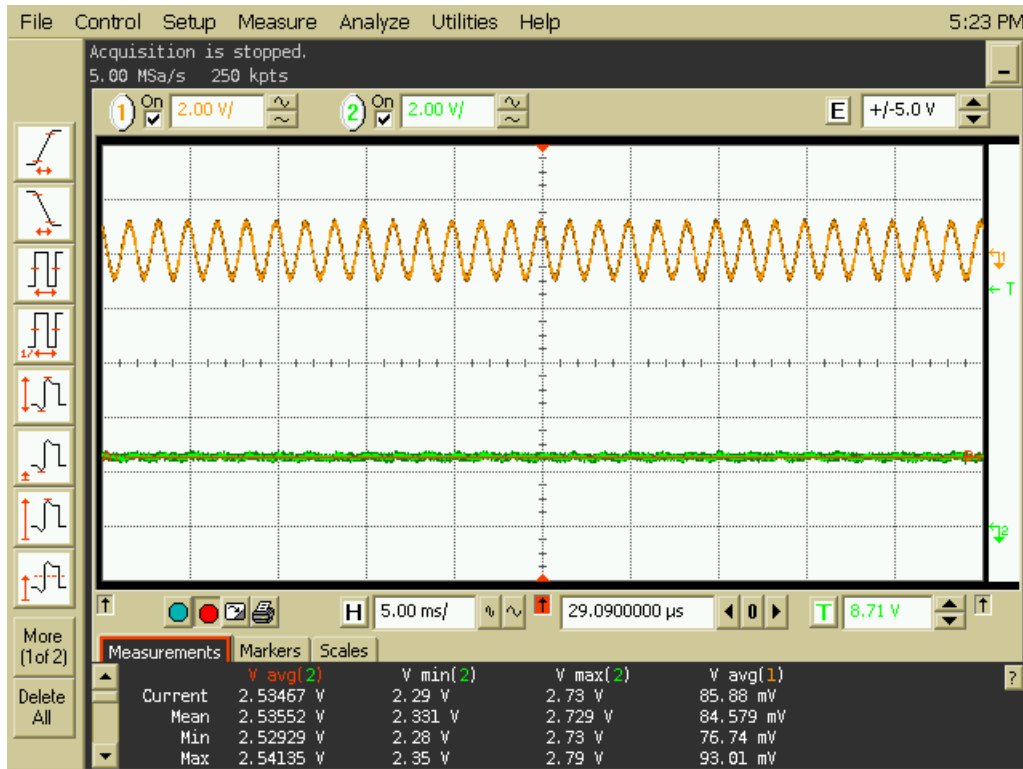 File Control Setup Measure Analyze Utilities Help 5:23 PM
Acquisition is stopped.
5.00 MSa/s 250 kpts
1 On 2.00 V/ 2 On 2.00 V/ E +/-5.0 V
1
T
2
H 5.00 ms/ 29.0900000 µs 0 T 8.71 V
More
(1of 2)
Delete
All
Measurements Markers Scales
V avg(2) V min(2) V max(2) V avg(1) ?
Current 2.53467 V 2.29 V 2.73 V 85.88 mV
Mean 2.53552 V 2.331 V 2.729 V 84.579 mV
Min 2.52929 V 2.28 V 2.73 V 76.74 mV
Max 2.54135 V 2.35 V 2.79 V 93.01 mV